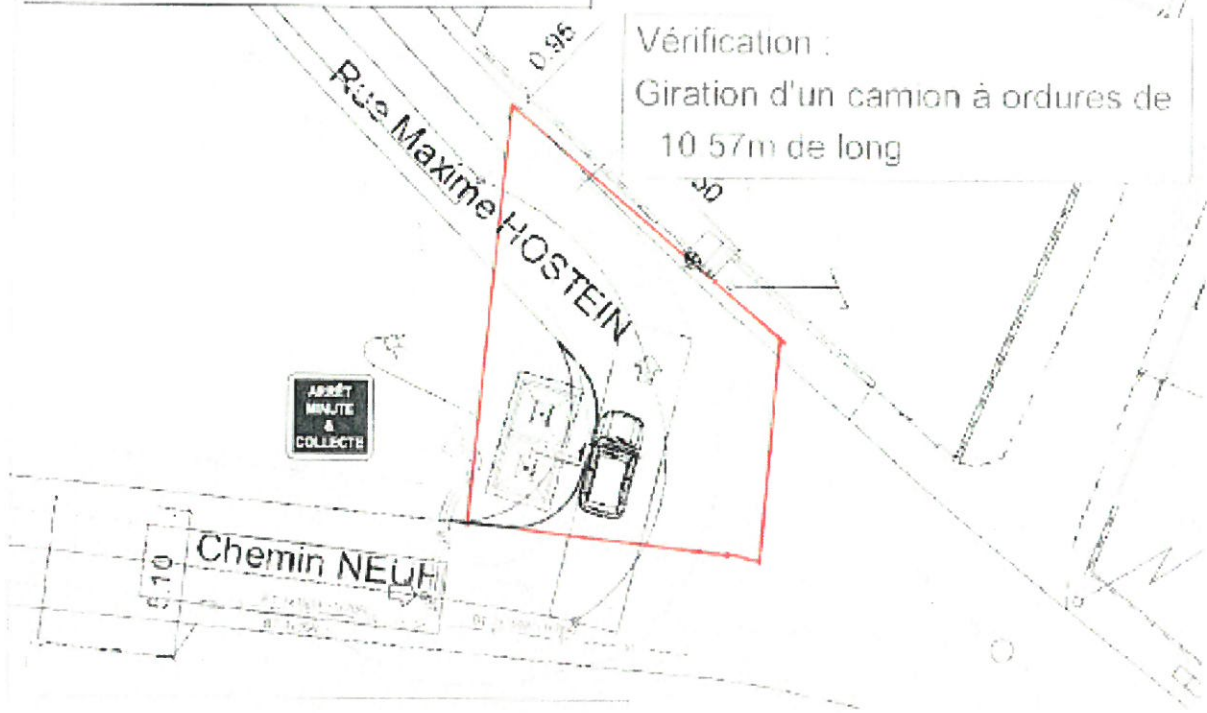 0.96
Vérification :
Giration d'un camion à ordures de
10 57m de long
Rue Maxime HOSTEIN
ARRÊT
MINUTE
&
COLLECTE
Chemin NEUF